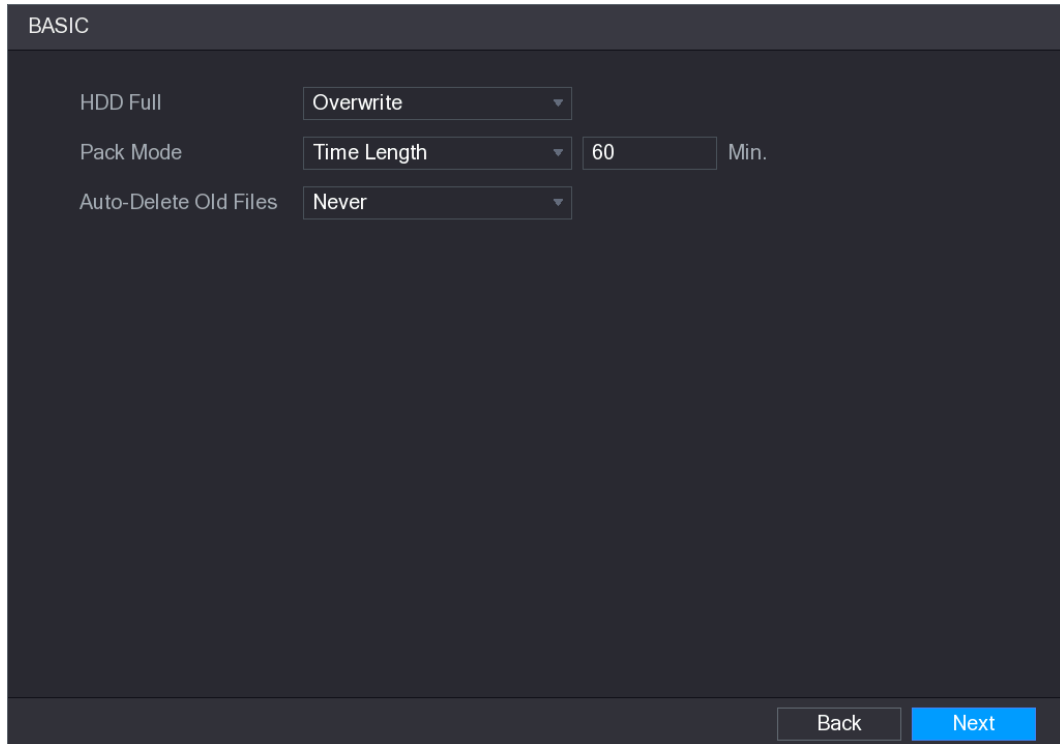 BASIC
HDD Full Overwrite
Pack Mode Time Length 60 Min.
Auto-Delete Old Files Never
Back Next